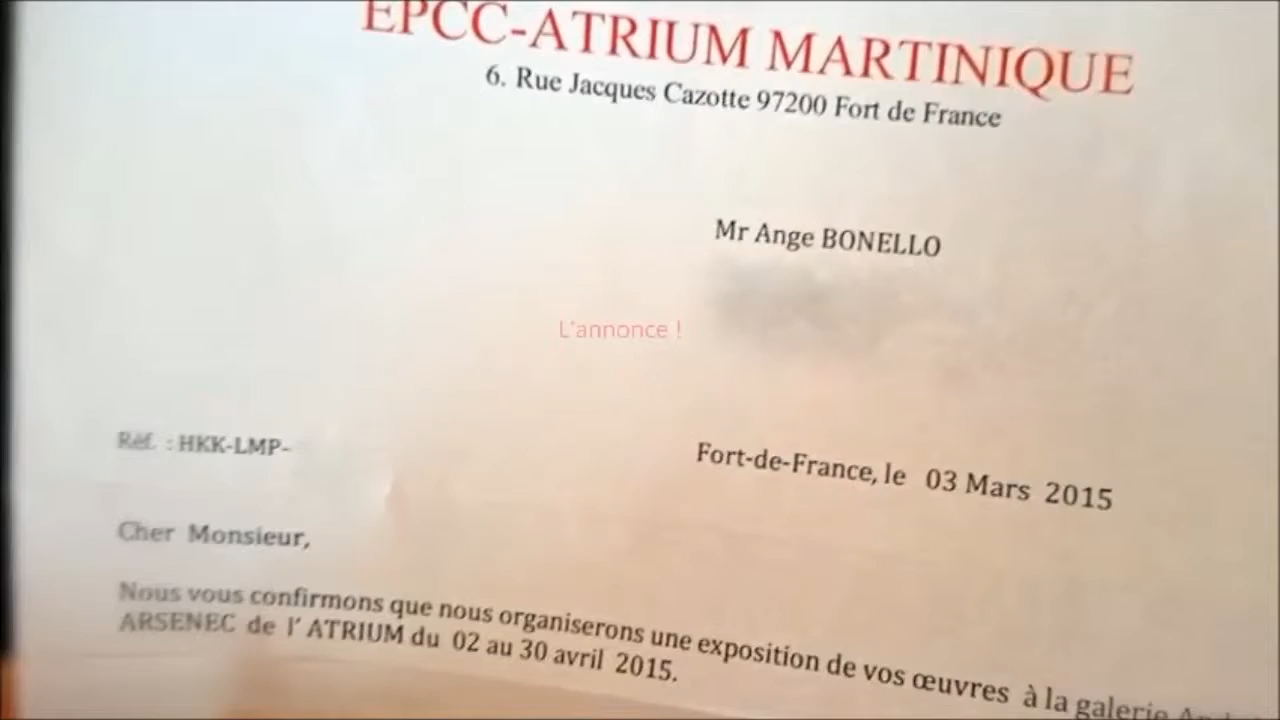 EPCC-ATRIUM MARTINIQUE
6. Rue Jacques Cazotte 97200 Fort de France
Mr Ange BONELLO
L'annonce !
Réf. : HKK-LMP-
Fort-de-France, le 03 Mars 2015
Cher Monsieur,
Nous vous confirmons que nous organiserons une exposition de vos œuvres à la galerie
ARSENEC de l' ATRIUM du 02 au 30 avril 2015.